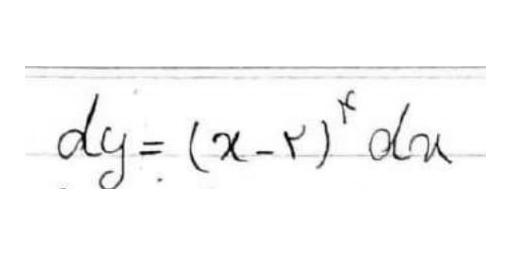 dy = (x-۲)^۴ dx